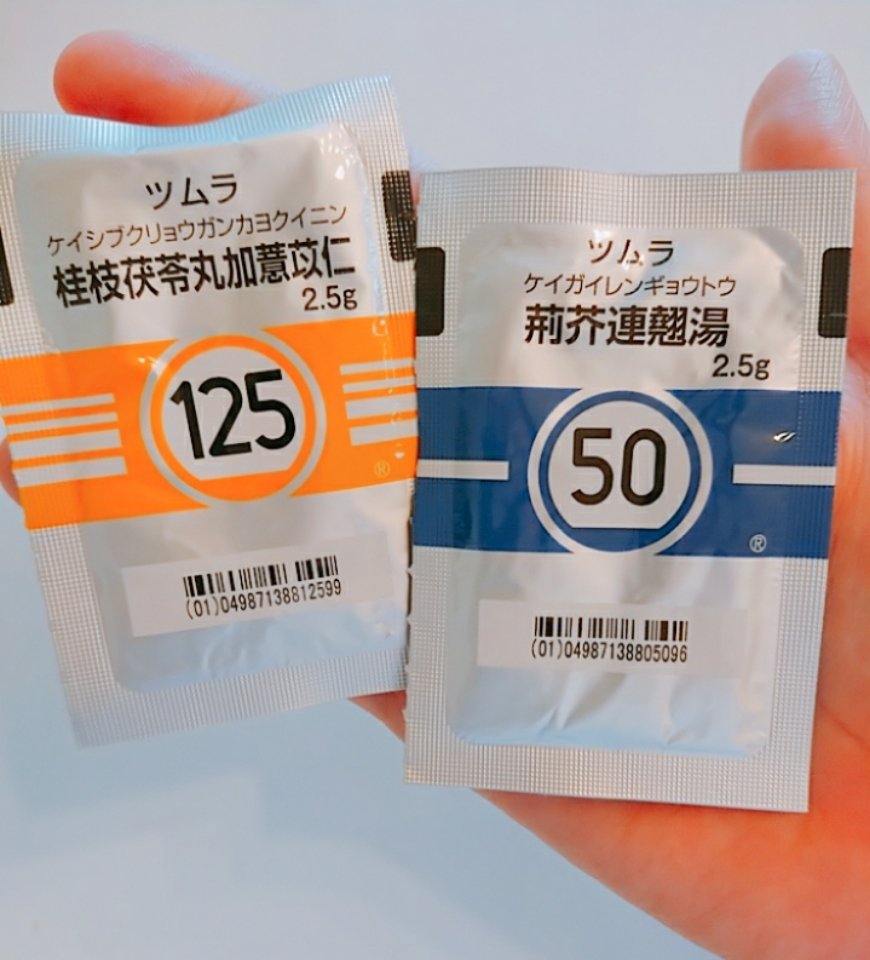 ツムラ
ケイシブクリョウガンカヨクイニン
桂枝茯苓丸加薏苡仁
2.5g
125
®
(01)04987138812599
ツムラ
ケイガイレンギョウトウ
荊芥連翹湯
2.5g
50
®
(01)04987138805096